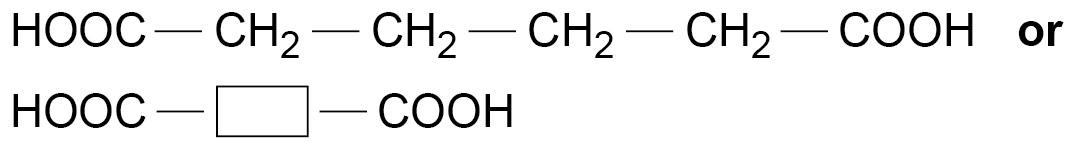 HOOC — CH₂ — CH₂ — CH₂ — CH₂ — COOH or
HOOC — □ — COOH